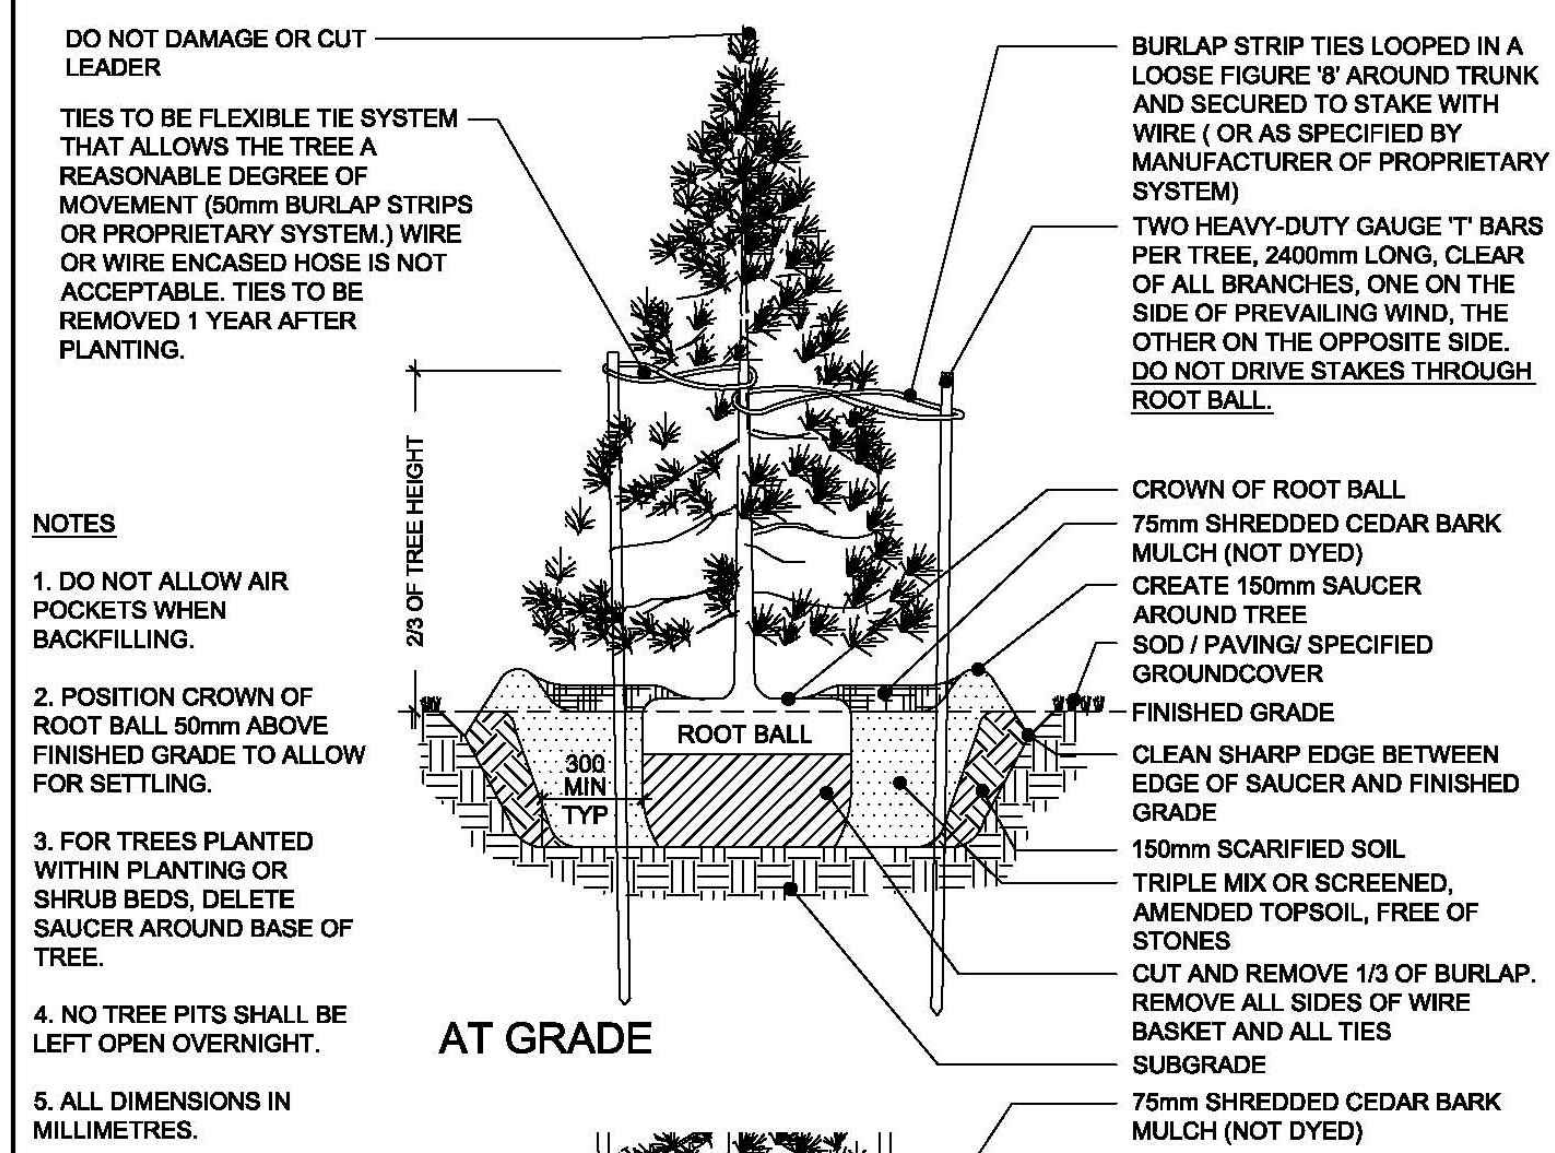 DO NOT DAMAGE OR CUT
LEADER
TIES TO BE FLEXIBLE TIE SYSTEM
THAT ALLOWS THE TREE A
REASONABLE DEGREE OF
MOVEMENT (50mm BURLAP STRIPS
OR PROPRIETARY SYSTEM.) WIRE
OR WIRE ENCASED HOSE IS NOT
ACCEPTABLE. TIES TO BE
REMOVED 1 YEAR AFTER
PLANTING.
2/3 OF TREE HEIGHT
NOTES
1. DO NOT ALLOW AIR
POCKETS WHEN
BACKFILLING.
2. POSITION CROWN OF
ROOT BALL 50mm ABOVE
FINISHED GRADE TO ALLOW
FOR SETTLING.
3. FOR TREES PLANTED
WITHIN PLANTING OR
SHRUB BEDS, DELETE
SAUCER AROUND BASE OF
TREE.
4. NO TREE PITS SHALL BE
LEFT OPEN OVERNIGHT.
5. ALL DIMENSIONS IN
MILLIMETRES.
ROOT BALL
300
MIN
TYP
AT GRADE
BURLAP STRIP TIES LOOPED IN A
LOOSE FIGURE '8' AROUND TRUNK
AND SECURED TO STAKE WITH
WIRE ( OR AS SPECIFIED BY
MANUFACTURER OF PROPRIETARY
SYSTEM)
TWO HEAVY-DUTY GAUGE 'T' BARS
PER TREE, 2400mm LONG, CLEAR
OF ALL BRANCHES, ONE ON THE
SIDE OF PREVAILING WIND, THE
OTHER ON THE OPPOSITE SIDE.
DO NOT DRIVE STAKES THROUGH
ROOT BALL.
CROWN OF ROOT BALL
75mm SHREDDED CEDAR BARK
MULCH (NOT DYED)
CREATE 150mm SAUCER
AROUND TREE
SOD / PAVING/ SPECIFIED
GROUNDCOVER
FINISHED GRADE
CLEAN SHARP EDGE BETWEEN
EDGE OF SAUCER AND FINISHED
GRADE
150mm SCARIFIED SOIL
TRIPLE MIX OR SCREENED,
AMENDED TOPSOIL, FREE OF
STONES
CUT AND REMOVE 1/3 OF BURLAP.
REMOVE ALL SIDES OF WIRE
BASKET AND ALL TIES
SUBGRADE
75mm SHREDDED CEDAR BARK
MULCH (NOT DYED)